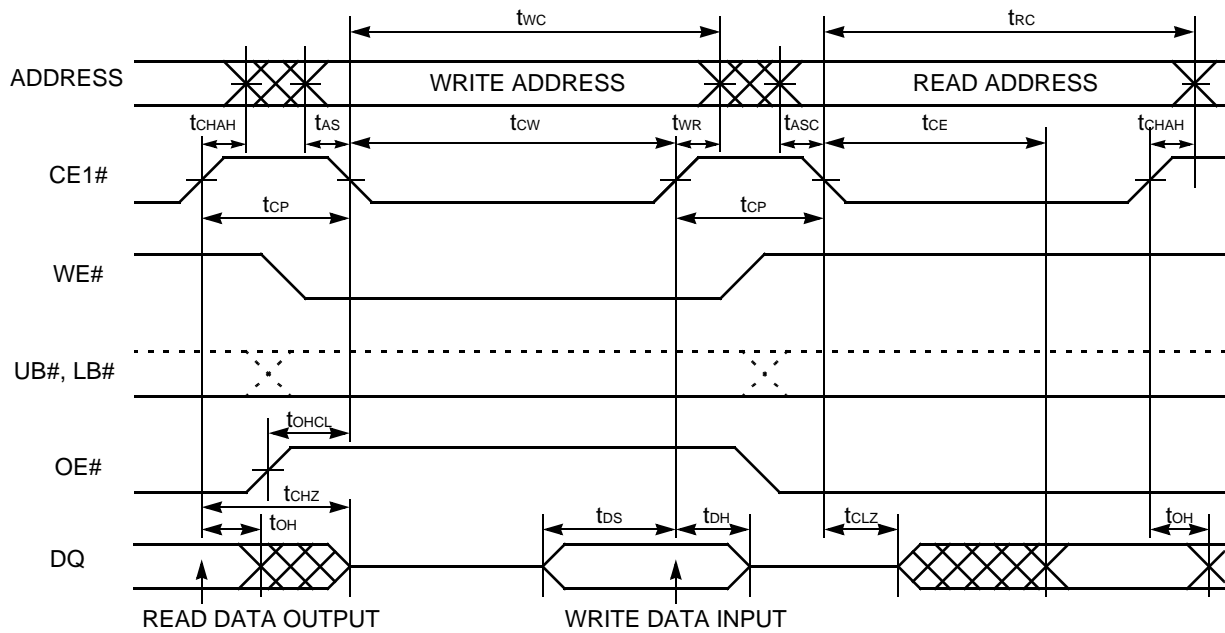 tWC tRC
ADDRESS WRITE ADDRESS READ ADDRESS
tCHAH tAS tCW tWR tASC tCE tCHAH
CE1#
tCP tCP
WE#
UB#, LB#
tOHCL
OE#
tCHZ
tOH tDS tDH tCLZ tOH
DQ
READ DATA OUTPUT WRITE DATA INPUT